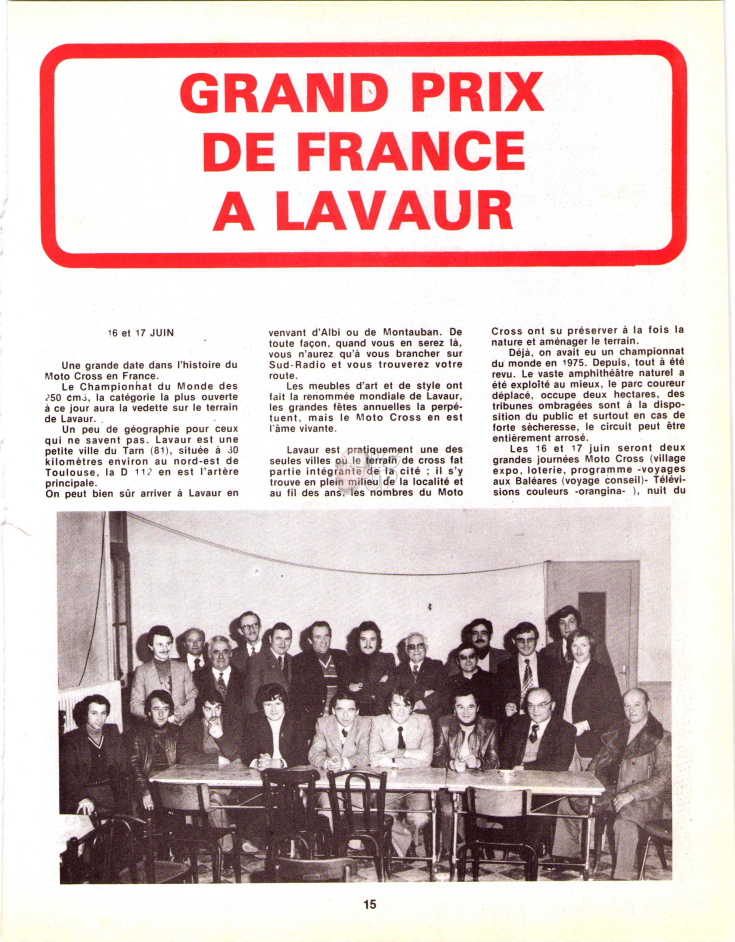 GRAND PRIX
DE FRANCE
A LAVAUR
16 et 17 JUIN
Une grande date dans l'histoire du
Moto Cross en France.
Le Championnat du Monde des
250 cm3, la catégorie la plus ouverte
à ce jour aura la vedette sur le terrain
de Lavaur.
Un peu de géographie pour ceux
qui ne savent pas. Lavaur est une
petite ville du Tarn (81), située à 30
kilomètres environ au nord-est de
Toulouse, la D 112 en est l'artère
principale.
On peut bien sûr arriver à Lavaur en
venvant d'Albi ou de Montauban. De
toute façon, quand vous en serez là,
vous n'aurez qu'à vous brancher sur
Sud-Radio et vous trouverez votre
route.
Les meubles d'art et de style ont
fait la renommée mondiale de Lavaur,
les grandes fêtes annuelles la perpé-
tuent, mais le Moto Cross en est
l'âme vivante.
Lavaur est pratiquement une des
seules villes où le terrain de cross fat
partie intégrante de la cité ; il s'y
trouve en plein milieu de la localité et
au fil des ans, les nombres du Moto
Cross ont su préserver à la fois la
nature et aménager le terrain.
Déjà, on avait eu un championnat
du monde en 1975. Depuis, tout à été
revu. Le vaste amphithéâtre naturel a
été exploîté au mieux, le parc coureur
déplacé, occupe deux hectares, des
tribunes ombragées sont à la dispo-
sition du public et surtout en cas de
forte sècheresse, le circuit peut être
entièrement arrosé.
Les 16 et 17 juin seront deux
grandes journées Moto Cross (village
expo, loterie, programme -voyages
aux Baléares (voyage conseil)- Télévi-
sions couleurs -orangina- ), nuit du
15